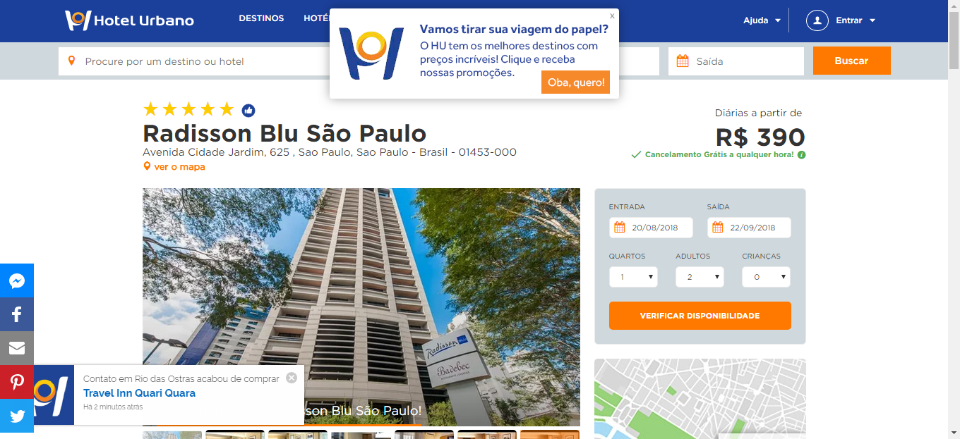 Hotel Urbano
DESTINOS
HOTÉ
Ajuda
Entrar
x
Vamos tirar sua viagem do papel?
O HU tem os melhores destinos com
preços incríveis! Clique e receba
nossas promoções.
Oba, quero!
Procure por um destino ou hotel
Saída
Buscar
Radisson Blu São Paulo
Avenida Cidade Jardim, 625 , Sao Paulo, Sao Paulo - Brasil - 01453-000
ver o mapa
Diárias a partir de
R$ 390
Cancelamento Grátis a qualquer hora!
ENTRADA
SAÍDA
20/08/2018
22/09/2018
QUARTOS
ADULTOS
CRIANÇAS
1
2
0
VERIFICAR DISPONIBILIDADE
Radisson
Badebec
Contato em Rio das Ostras acabou de comprar
Travel Inn Quari Quara
Há 2 minutos atrás
sson Blu São Paulo!